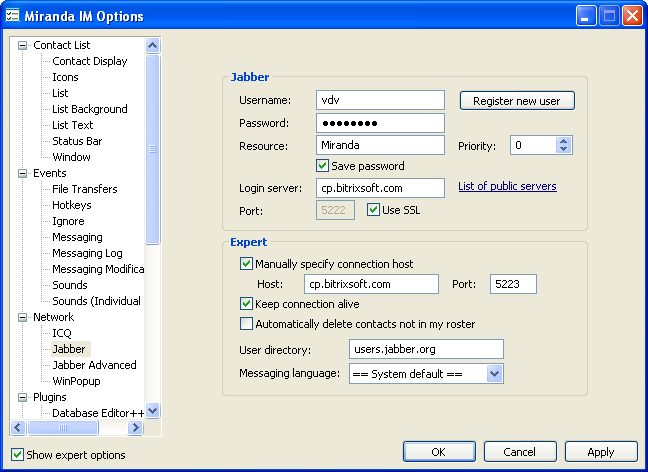 Miranda IM Options
Contact List
Contact Display
Icons
List
List Background
List Text
Status Bar
Window
Events
File Transfers
Hotkeys
Ignore
Messaging
Messaging Log
Messaging Modifica
Sounds
Sounds (Individual
Network
ICQ
Jabber
Jabber Advanced
WinPopup
Plugins
Database Editor++
Show expert options
Jabber
Username: vdv Register new user
Password: ●●●●●●●●
Resource: Miranda Priority: 0
Save password
Login server: cp.bitrixsoft.com List of public servers
Port: 5222 Use SSL
Expert
Manually specify connection host
Host: cp.bitrixsoft.com Port: 5223
Keep connection alive
Automatically delete contacts not in my roster
User directory: users.jabber.org
Messaging language: == System default ==
OK Cancel Apply